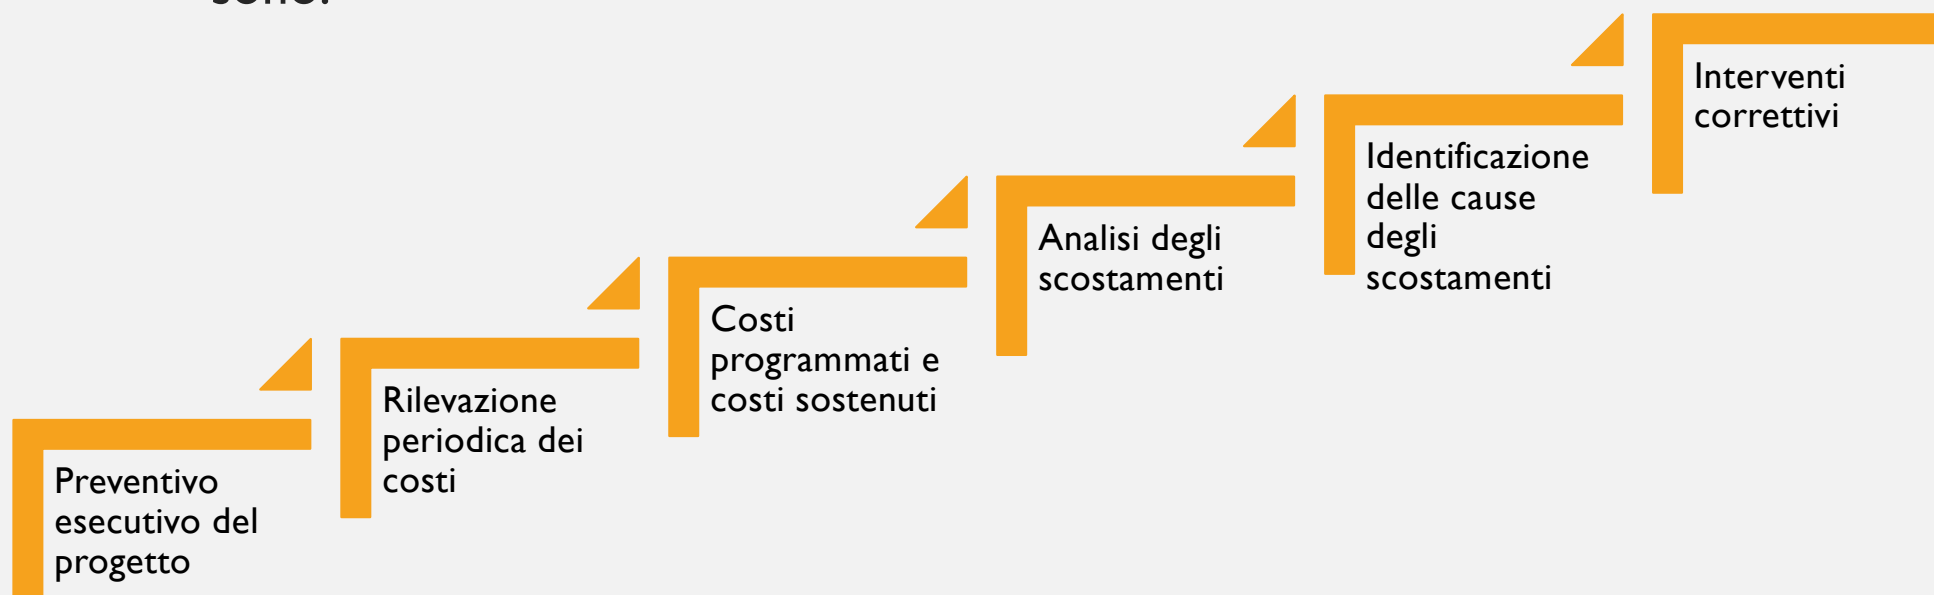 sono:
Preventivo
esecutivo del
progetto
Rilevazione
periodica dei
costi
Costi
programmati e
costi sostenuti
Analisi degli
scostamenti
Identificazione
delle cause
degli
scostamenti
Interventi
correttivi